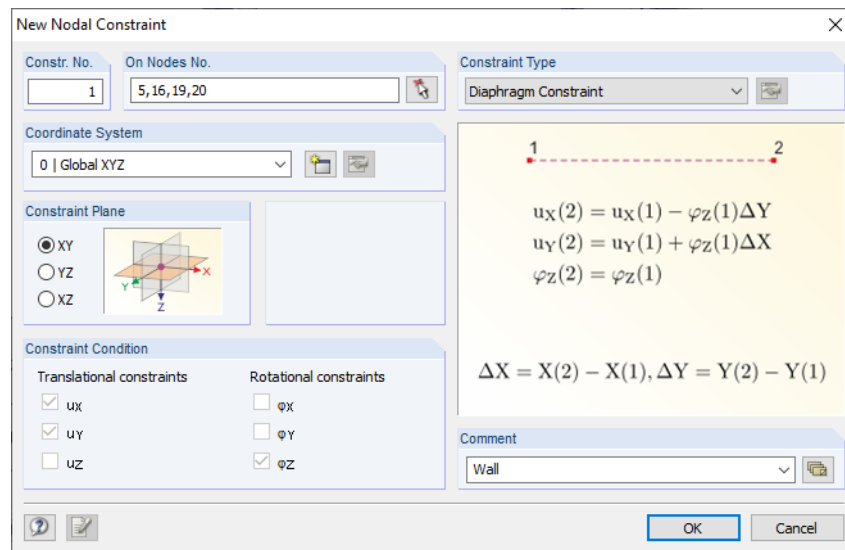 New Nodal Constraint
Constr. No.
1
On Nodes No.
5,16,19,20
Constraint Type
Diaphragm Constraint
Coordinate System
0 | Global XYZ
Constraint Plane
XY
YZ
XZ
X
Y
Z
1 2
uX(2) = uX(1) − φZ(1)ΔY
uY(2) = uY(1) + φZ(1)ΔX
φZ(2) = φZ(1)
ΔX = X(2) − X(1), ΔY = Y(2) − Y(1)
Constraint Condition
Translational constraints
Rotational constraints
uX
φX
uY
φY
uZ
φZ
Comment
Wall
OK
Cancel